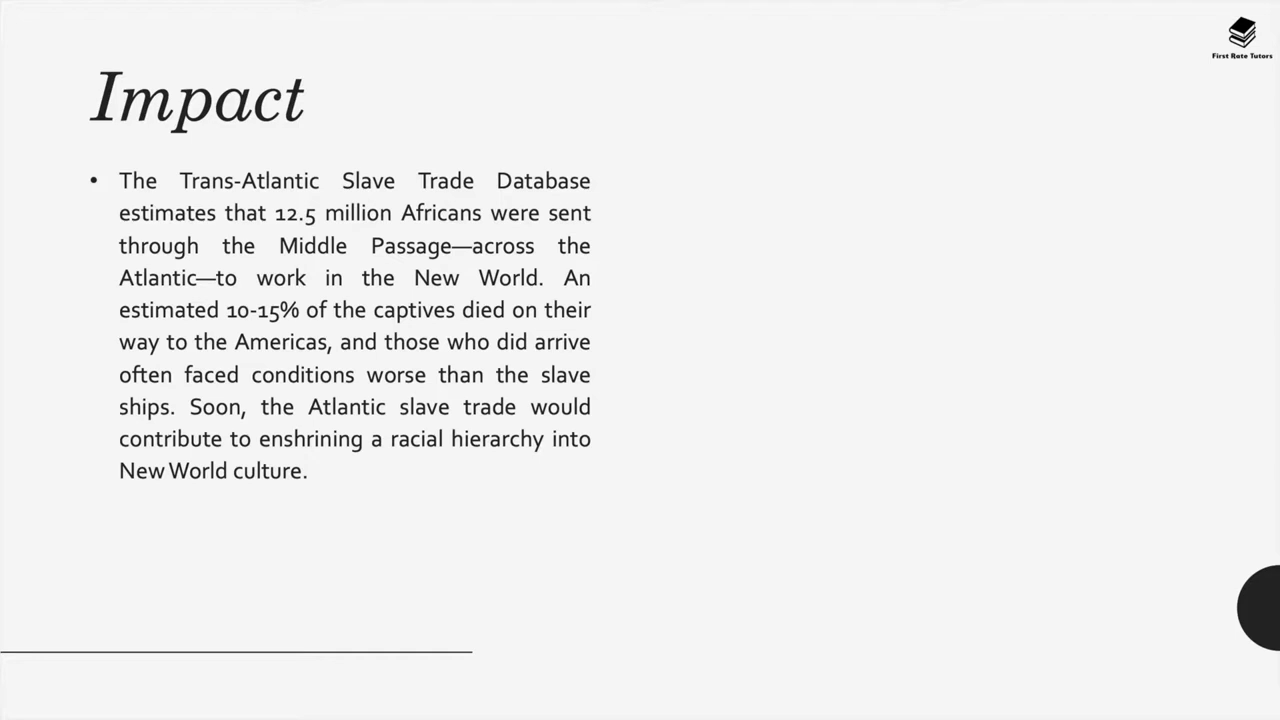 First Rate Tutors
Impact
• The Trans-Atlantic Slave Trade Database
estimates that 12.5 million Africans were sent
through the Middle Passage—across the
Atlantic—to work in the New World. An
estimated 10-15% of the captives died on their
way to the Americas, and those who did arrive
often faced conditions worse than the slave
ships. Soon, the Atlantic slave trade would
contribute to enshrining a racial hierarchy into
New World culture.